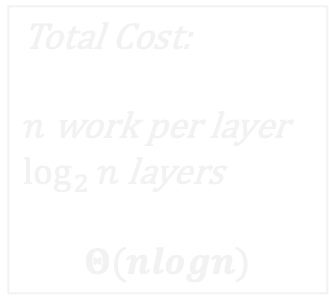 Total Cost:
n work per layer
log₂ n layers
Θ(nlogn)